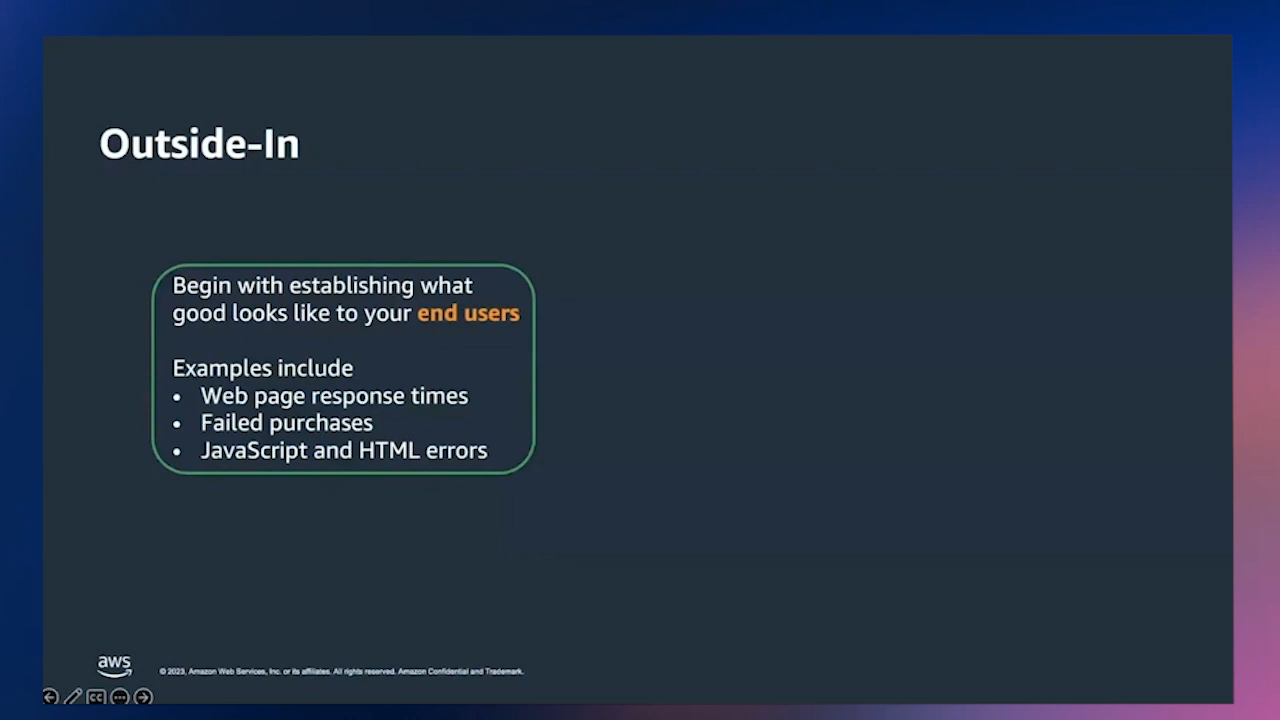 Outside-In
Begin with establishing what
good looks like to your end users
Examples include
• Web page response times
• Failed purchases
• JavaScript and HTML errors
aws
© 2023, Amazon Web Services, Inc. or its affiliates. All rights reserved. Amazon Confidential and Trademark.
CC